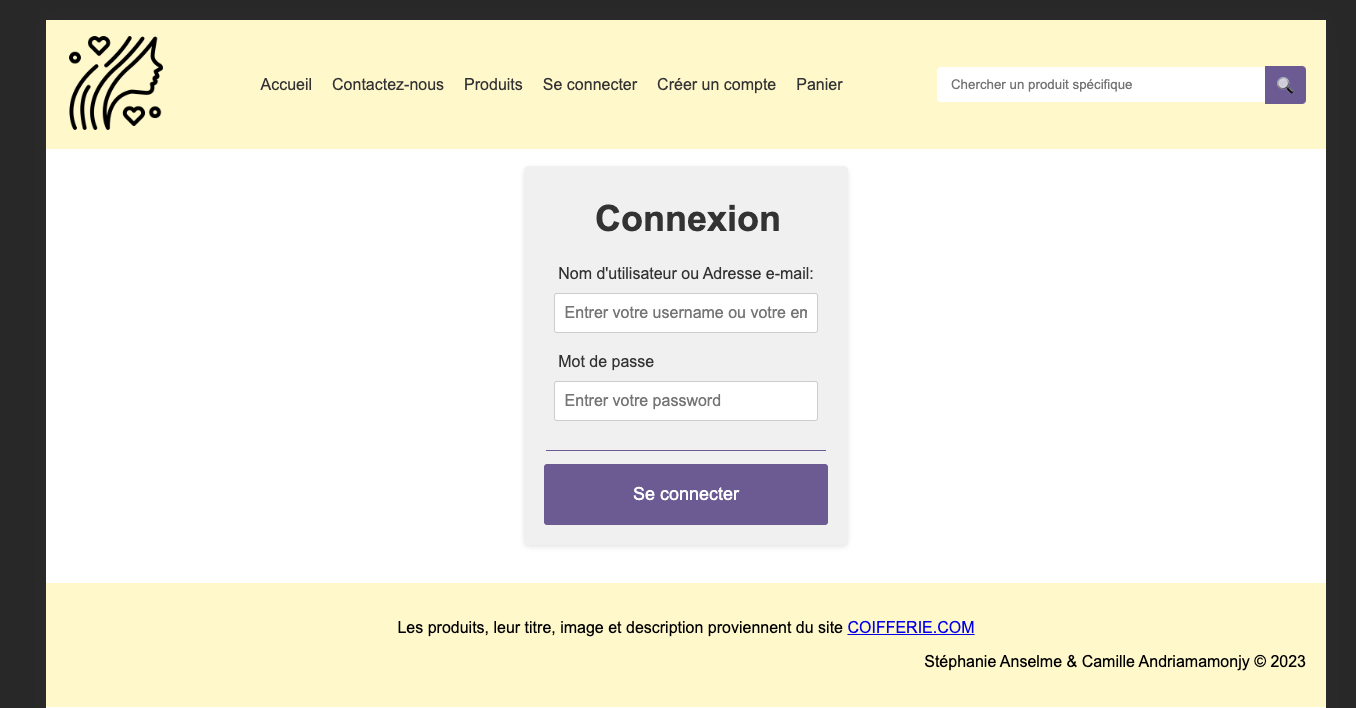 Accueil Contactez-nous Produits Se connecter Créer un compte Panier Chercher un produit spécifique
Connexion
Nom d'utilisateur ou Adresse e-mail:
Entrer votre username ou votre
Mot de passe
Entrer votre password
Se connecter
Les produits, leur titre, image et description proviennent du site COIFFERIE.COM
Stéphanie Anselme & Camille Andriamamonjy © 2023